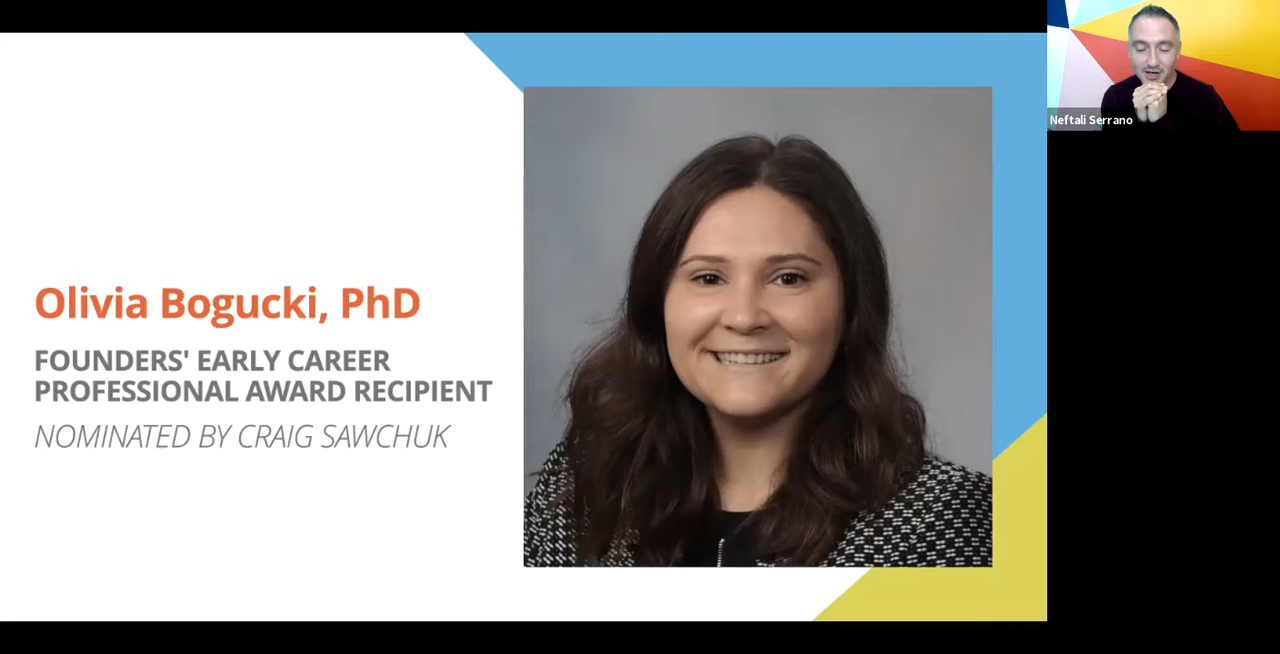 Olivia Bogucki, PhD
FOUNDERS' EARLY CAREER
PROFESSIONAL AWARD RECIPIENT
NOMINATED BY CRAIG SAWCHUK
Neftali Serrano